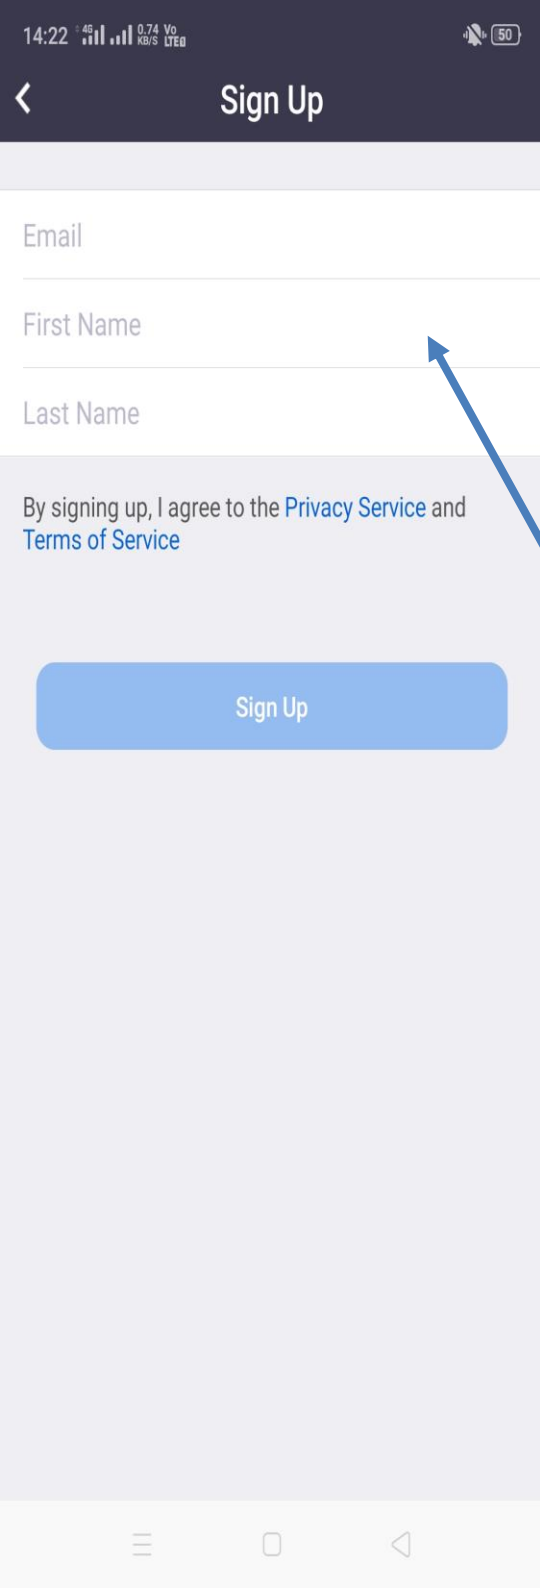 14:22 4G 0.74 KB/S Vo LTE 50
Sign Up
Email
First Name
Last Name
By signing up, I agree to the Privacy Service and
Terms of Service
Sign Up